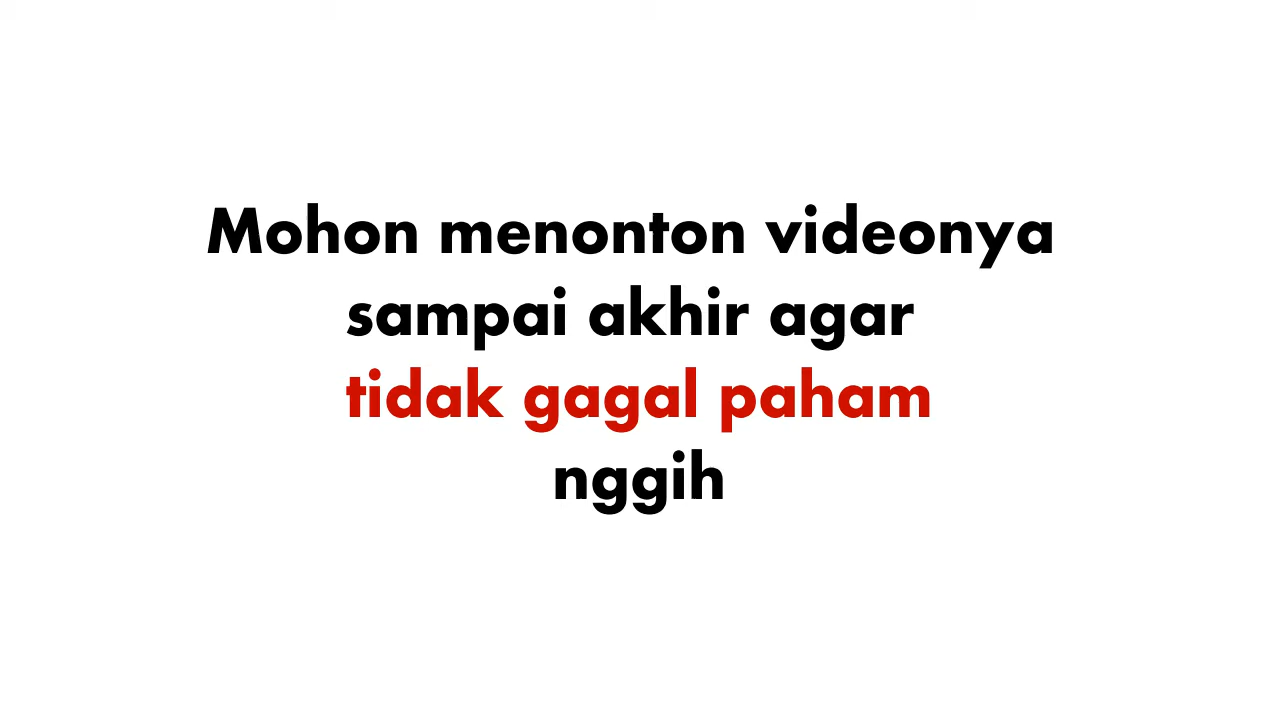 Mohon menonton videonya
sampai akhir agar
tidak gagal paham
nggih